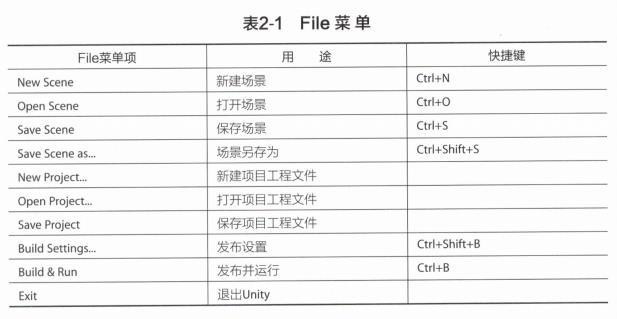 表2-1 File 菜 单
File菜单项 用 途 快捷键
New Scene 新建场景 Ctrl+N
Open Scene 打开场景 Ctrl+O
Save Scene 保存场景 Ctrl+S
Save Scene as... 场景另存为 Ctrl+Shift+S
New Project... 新建项目工程文件
Open Project... 打开项目工程文件
Save Project 保存项目工程文件
Build Settings... 发布设置 Ctrl+Shift+B
Build & Run 发布并运行 Ctrl+B
Exit 退出Unity